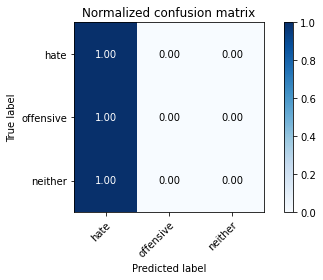 Normalized confusion matrix
hate 1.00 0.00 0.00
offensive 1.00 0.00 0.00
neither 1.00 0.00 0.00
hate offensive neither
True label
Predicted label
1.0
0.8
0.6
0.4
0.2
0.0